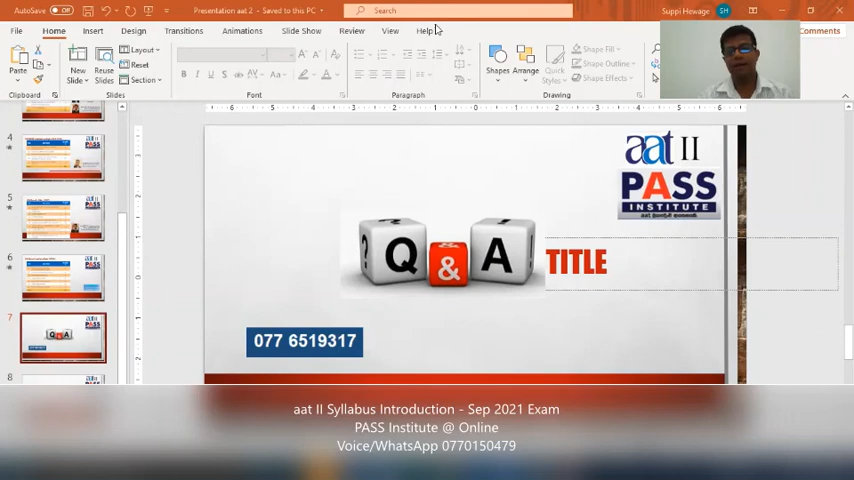 AutoSave Off Presentation aat 2 - Saved to this PC Search Suppi Hewage SH
File Home Insert Design Transitions Animations Slide Show Review View Help Comments
Paste New Slide Reuse Slides Layout Reset Section Shapes Arrange Quick Styles Shape Fill Shape Outline Shape Effects
Clipboard Slides Font Paragraph Drawing
4
5
6
7
8
aat II
PASS
INSTITUTE
Q & A
TITLE
077 6519317
aat II Syllabus Introduction - Sep 2021 Exam
PASS Institute @ Online
Voice/WhatsApp 0770150479